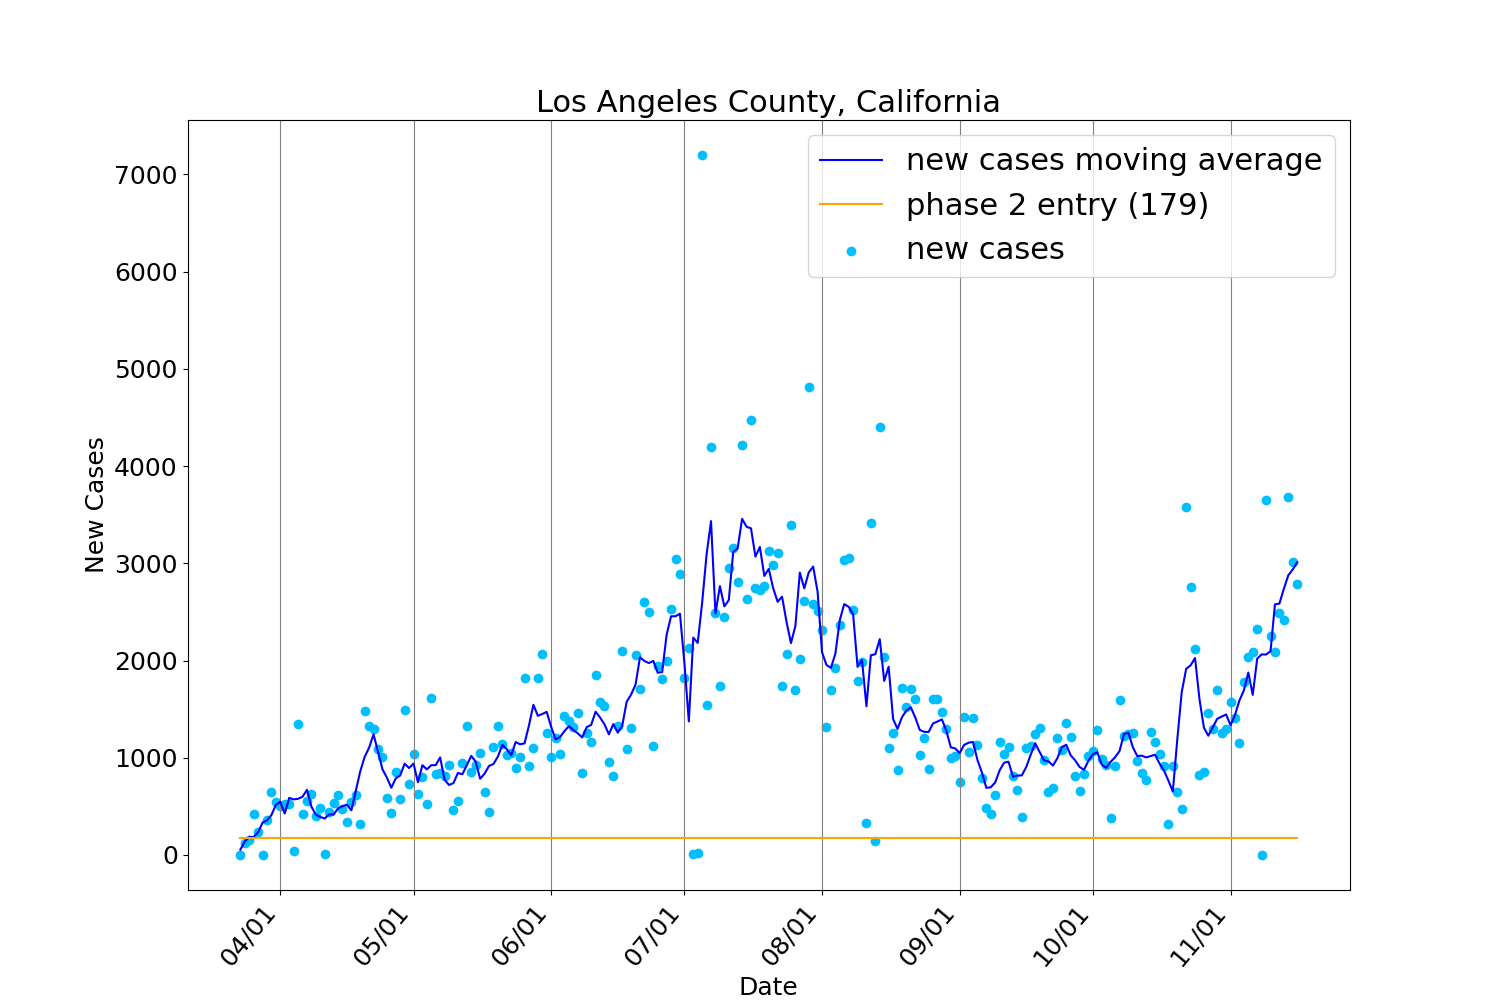 Los Angeles County, California
new cases moving average
phase 2 entry (179)
new cases
7000
6000
5000
4000
3000
2000
1000
0
New Cases
04/01
05/01
06/01
07/01
08/01
09/01
10/01
11/01
Date